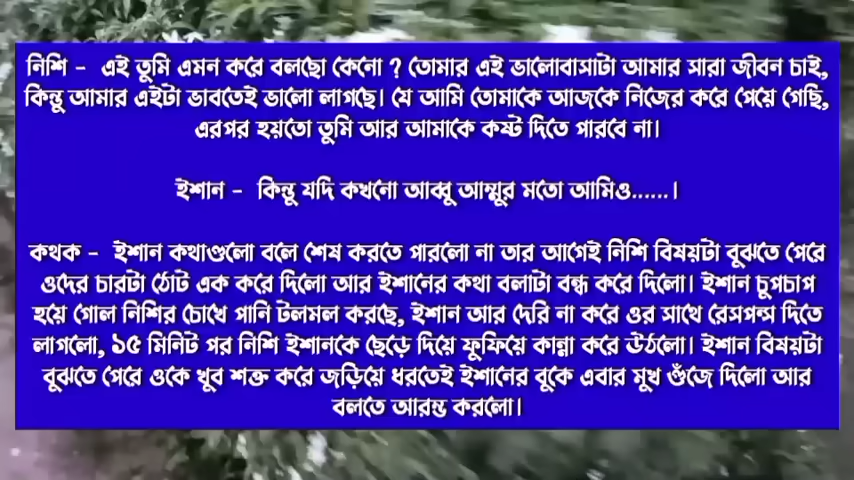 নিশি - এই তুমি এমন করে বলছো কেনো ? তোমার এই ভালোবাসাটা আমার সারা জীবন চাই,
কিন্তু আমার এইটা ভাবতেই ভালো লাগছে। যে আমি তোমাকে আজকে নিজের করে পেয়ে গেছি,
এরপর হয়তো তুমি আর আমাকে কষ্ট দিতে পারবে না।
ইশান - কিন্তু যদি কখনো আব্বু আম্মুর মতো আমিও......।
কথক - ইশান কথাগুলো বলে শেষ করতে পারলো না তার আগেই নিশি বিষয়টা বুঝতে পেরে
ওদের চারটা ঠোট এক করে দিলো আর ইশানের কথা বলাটা বন্ধ করে দিলো। ইশান চুপচাপ
হয়ে গেল নিশির চোখে পানি টলমল করছে, ইশান আর দেরি না করে ওর সাথে রেসপন্স দিতে
লাগলো, ১৫ মিনিট পর নিশি ইশানকে ছেড়ে দিয়ে ফুফিয়ে কান্না করে উঠলো। ইশান বিষয়টা
বুঝতে পেরে ওকে খুব শক্ত করে জড়িয়ে ধরতেই ইশানের বুকে এবার মুখ গুঁজে দিলো আর
বলতে আরম্ভ করলো।